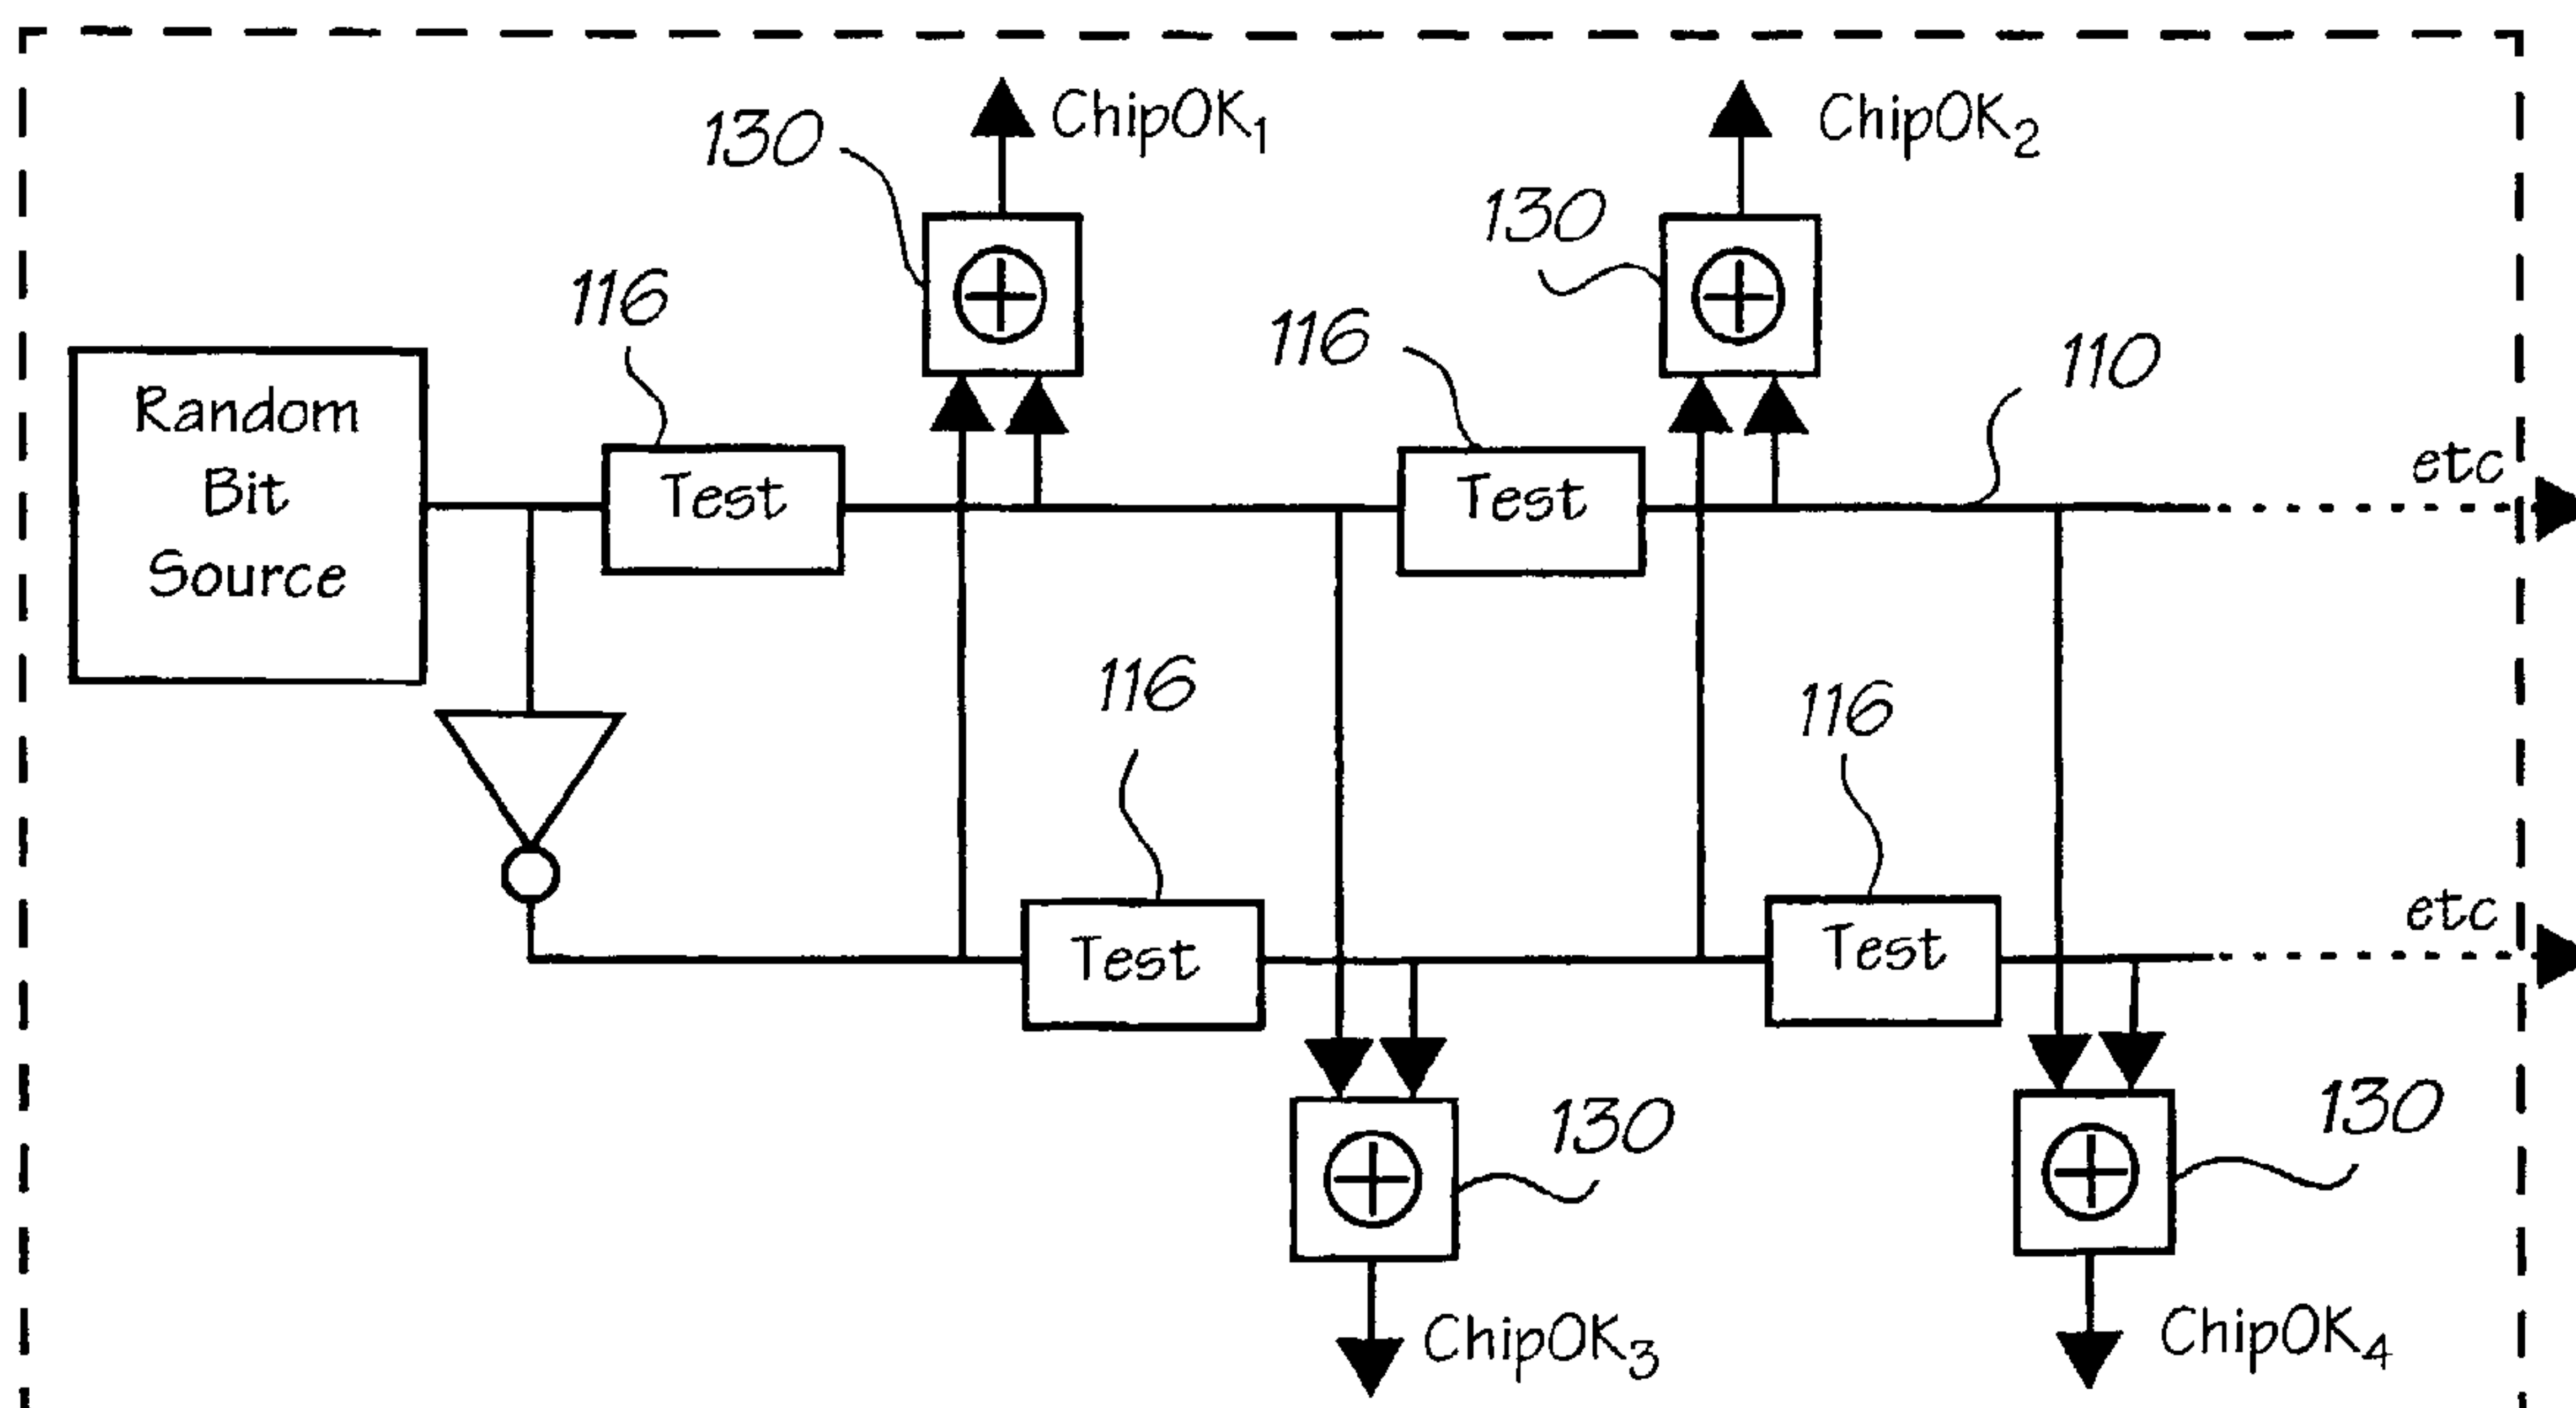 ChipOK1
ChipOK2
130
130
116
116
110
Random
Bit
Source
Test
Test
etc
116
116
Test
Test
etc
130
130
ChipOK3
ChipOK4